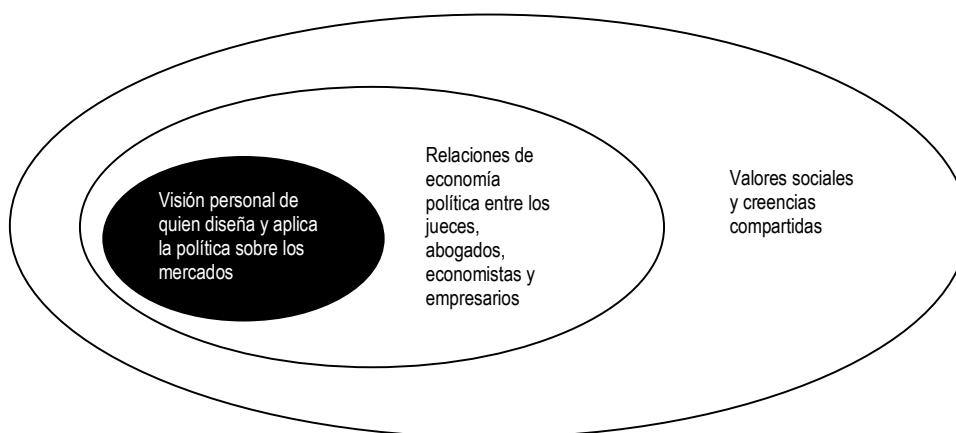 Visión personal de
quien diseña y aplica
la política sobre los
mercados
Relaciones de
economía
política entre los
jueces,
abogados,
economistas y
empresarios
Valores sociales
y creencias
compartidas